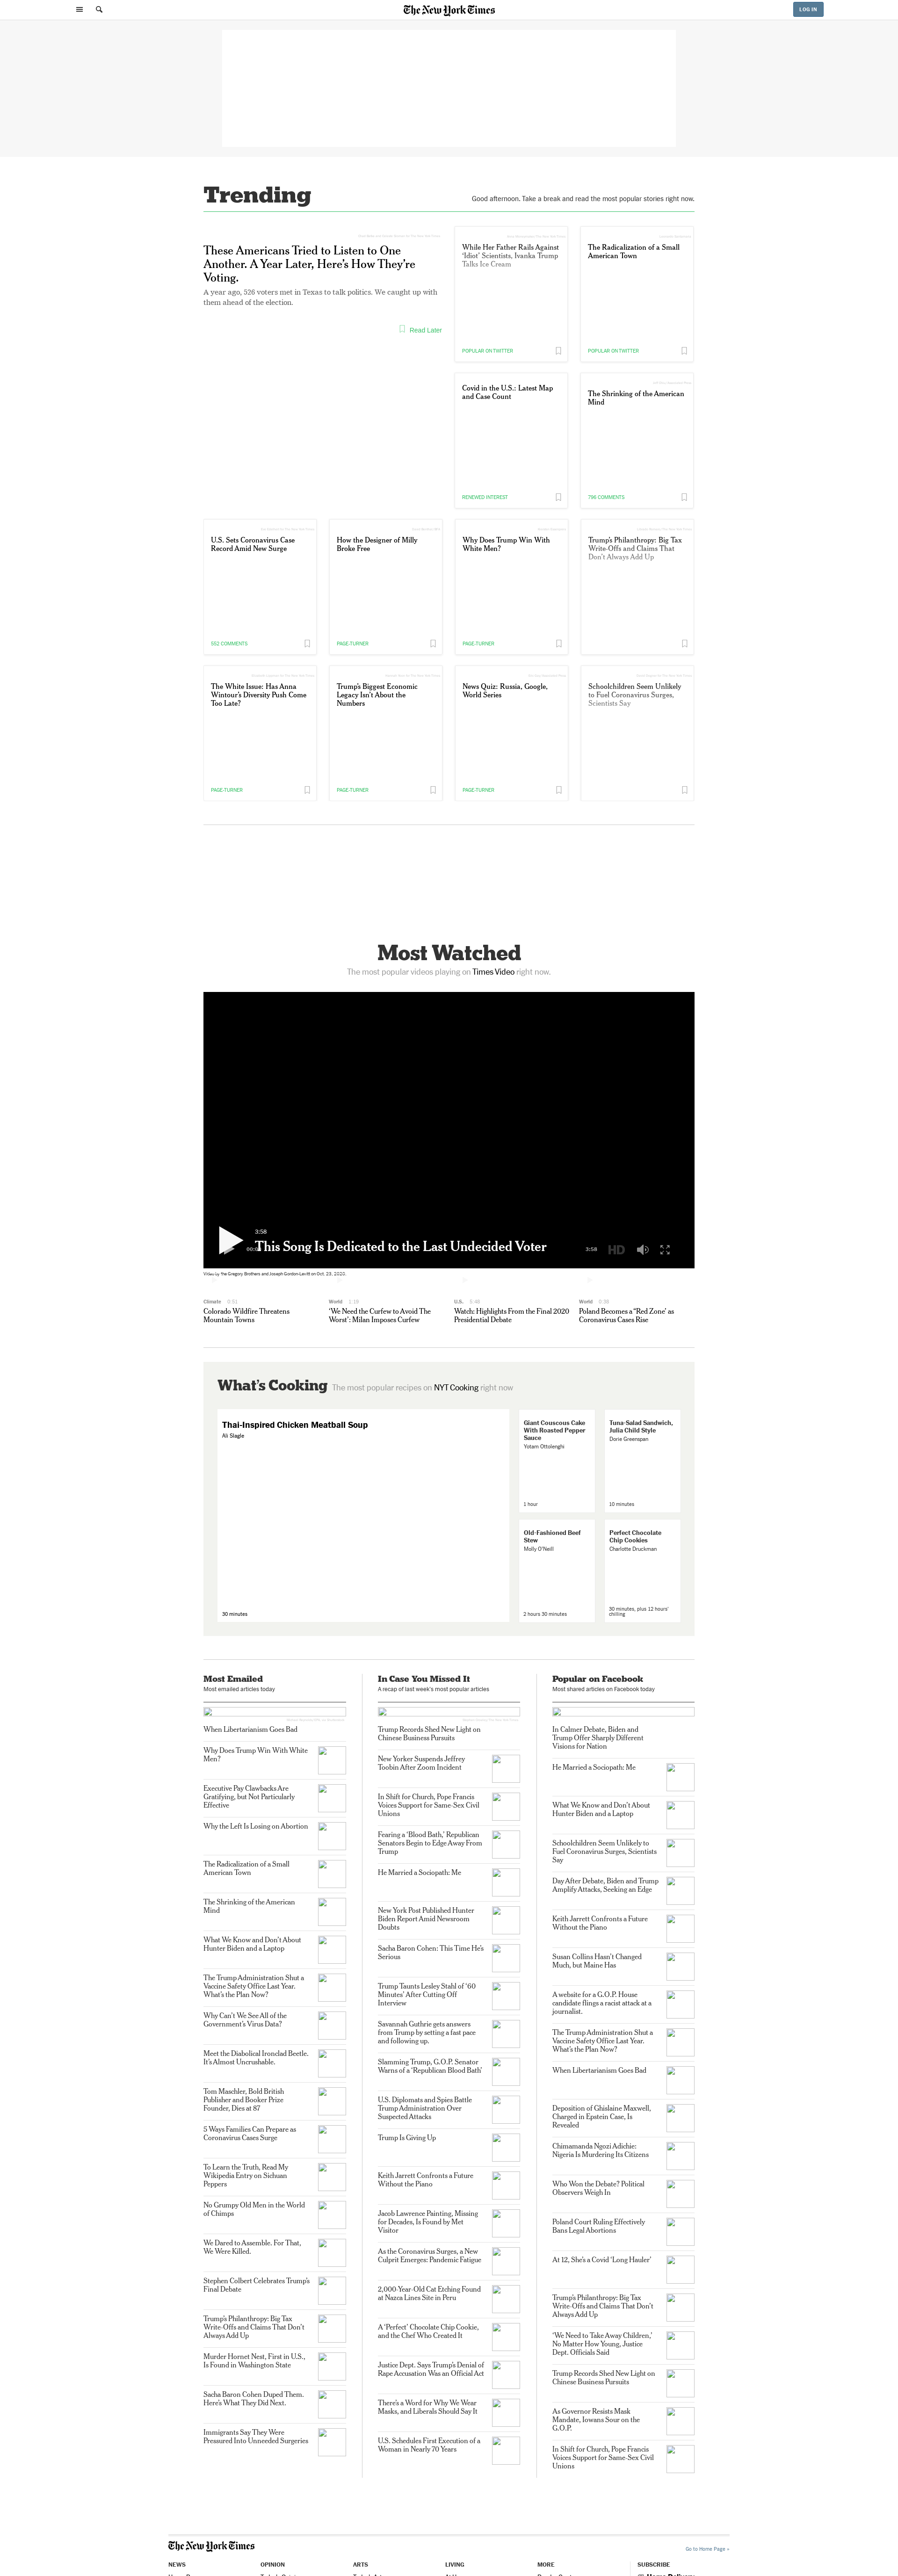 The New York Times
LOG IN
Trending
Good afternoon. Take a break and read the most popular stories right now.
These Americans Tried to Listen to One
Another. A Year Later, Here's How They're
Voting.
A year ago, 526 voters met in Texas to talk politics. We caught up with
them ahead of the election.
Read Later
While Her Father Rails Against
'Idiot' Scientists, Ivanka Trump
Talks Ice Cream
POPULAR ON TWITTER
The Radicalization of a Small
American Town
POPULAR ON TWITTER
Covid in the U.S.: Latest Map
and Case Count
RENEWED INTEREST
The Shrinking of the American
Mind
796 COMMENTS
U.S. Sets Coronavirus Case
Record Amid New Surge
552 COMMENTS
How the Designer of Milly
Broke Free
PAGE-TURNER
Why Does Trump Win With
White Men?
PAGE-TURNER
Trump's Philanthropy: Big Tax
Write-Offs and Claims That
Don't Always Add Up
The White Issue: Has Anna
Wintour's Diversity Push Come
Too Late?
PAGE-TURNER
Trump's Biggest Economic
Legacy Isn't About the
Numbers
PAGE-TURNER
News Quiz: Russia, Google,
World Series
PAGE-TURNER
Schoolchildren Seem Unlikely
to Fuel Coronavirus Surges,
Scientists Say
Most Watched
The most popular videos playing on Times Video right now.
3:58
This Song Is Dedicated to the Last Undecided Voter
3:58
HD
Video by the Gregory Brothers and Joseph Gordon-Levitt on Oct. 23, 2020.
Climate 0:51
Colorado Wildfire Threatens
Mountain Towns
World 1:16
'We Need the Curfew to Avoid The
Worst': Milan Imposes Curfew
U.S. 5:48
Watch: Highlights From the Final 2020
Presidential Debate
World 0:36
Poland Becomes a "Red Zone' as
Coronavirus Cases Rise
What's Cooking The most popular recipes on NYT Cooking right now
Thai-Inspired Chicken Meatball Soup
Ali Slagle
30 minutes
Giant Couscous Cake
With Roasted Pepper
Sauce
Yotam Ottolenghi
1 hour
Tuna-Salad Sandwich,
Julia Child Style
Dorie Greenspan
10 minutes
Old-Fashioned Beef
Stew
Molly O'Neill
2 hours 30 minutes
Perfect Chocolate
Chip Cookies
Charlotte Druckman
30 minutes, plus 12 hours'
chilling
Most Emailed
Most emailed articles today
When Libertarianism Goes Bad
Why Does Trump Win With White
Men?
Executive Pay Clawbacks Are
Gratifying, but Not Particularly
Effective
Why the Left Is Losing on Abortion
The Radicalization of a Small
American Town
The Shrinking of the American
Mind
What We Know and Don't About
Hunter Biden and a Laptop
The Trump Administration Shut a
Vaccine Safety Office Last Year.
What's the Plan Now?
Why Can't We See All of the
Government's Virus Data?
Meet the Diabolical Ironclad Beetle.
It's Almost Uncrushable.
Tom Maschler, Bold British
Publisher and Booker Prize
Founder, Dies at 87
5 Ways Families Can Prepare as
Coronavirus Cases Surge
To Learn the Truth, Read My
Wikipedia Entry on Sichuan
Peppers
No Grumpy Old Men in the World
of Chimps
We Dared to Assemble. For That,
We Were Killed.
Stephen Colbert Celebrates Trump's
Final Debate
Trump's Philanthropy: Big Tax
Write-Offs and Claims That Don't
Always Add Up
Murder Hornet Nest, First in U.S.,
Is Found in Washington State
Sacha Baron Cohen Duped Them.
Here's What They Did Next.
Immigrants Say They Were
Pressured Into Unneeded Surgeries
In Case You Missed It
A recap of last week's most popular articles
Trump Records Shed New Light on
Chinese Business Pursuits
New Yorker Suspends Jeffrey
Toobin After Zoom Incident
In Shift for Church, Pope Francis
Voices Support for Same-Sex Civil
Unions
Fearing a 'Blood Bath,' Republican
Senators Begin to Edge Away From
Trump
He Married a Sociopath: Me
New York Post Published Hunter
Biden Report Amid Newsroom
Doubts
Sacha Baron Cohen: This Time He's
Serious
Trump Taunts Lesley Stahl of '60
Minutes' After Cutting Off
Interview
Savannah Guthrie gets answers
from Trump by setting a fast pace
and following up.
Slamming Trump, G.O.P. Senator
Warns of a 'Republican Blood Bath'
U.S. Diplomats and Spies Battle
Trump Administration Over
Suspected Attacks
Trump Is Giving Up
Keith Jarrett Confronts a Future
Without the Piano
Jacob Lawrence Painting, Missing
for Decades, Is Found by Met
Visitor
As the Coronavirus Surges, a New
Culprit Emerges: Pandemic Fatigue
2,000-Year-Old Cat Etching Found
at Nazca Lines Site in Peru
A 'Perfect' Chocolate Chip Cookie,
and the Chef Who Created It
Justice Dept. Says Trump's Denial of
Rape Accusation Was an Official Act
There's a Word for Why We Wear
Masks, and Liberals Should Say It
U.S. Schedules First Execution of a
Woman in Nearly 70 Years
Popular on Facebook
Most shared articles on Facebook today
In Calmer Debate, Biden and
Trump Offer Sharply Different
Visions for Nation
He Married a Sociopath: Me
What We Know and Don't About
Hunter Biden and a Laptop
Schoolchildren Seem Unlikely to
Fuel Coronavirus Surges, Scientists
Say
Day After Debate, Biden and Trump
Amplify Attacks, Seeking an Edge
Keith Jarrett Confronts a Future
Without the Piano
Susan Collins Hasn't Changed
Much, but Maine Has
A website for a G.O.P. House
candidate flings a racist attack at a
journalist.
The Trump Administration Shut a
Vaccine Safety Office Last Year.
What's the Plan Now?
When Libertarianism Goes Bad
Deposition of Ghislaine Maxwell,
Charged in Epstein Case, Is
Revealed
Chimamanda Ngozi Adichie:
Nigeria Is Murdering Its Citizens
Who Won the Debate? Political
Observers Weigh In
Poland Court Ruling Effectively
Bans Legal Abortions
At 12, She's a Covid 'Long Hauler'
Trump's Philanthropy: Big Tax
Write-Offs and Claims That Don't
Always Add Up
'We Need to Take Away Children,'
No Matter How Young, Justice
Dept. Officials Said
Trump Records Shed New Light on
Chinese Business Pursuits
As Governor Resists Mask
Mandate, Iowans Sour on the
G.O.P.
In Shift for Church, Pope Francis
Voices Support for Same-Sex Civil
Unions
The New York Times
Go to Home Page »
NEWS
OPINION
ARTS
LIVING
MORE
SUBSCRIBE